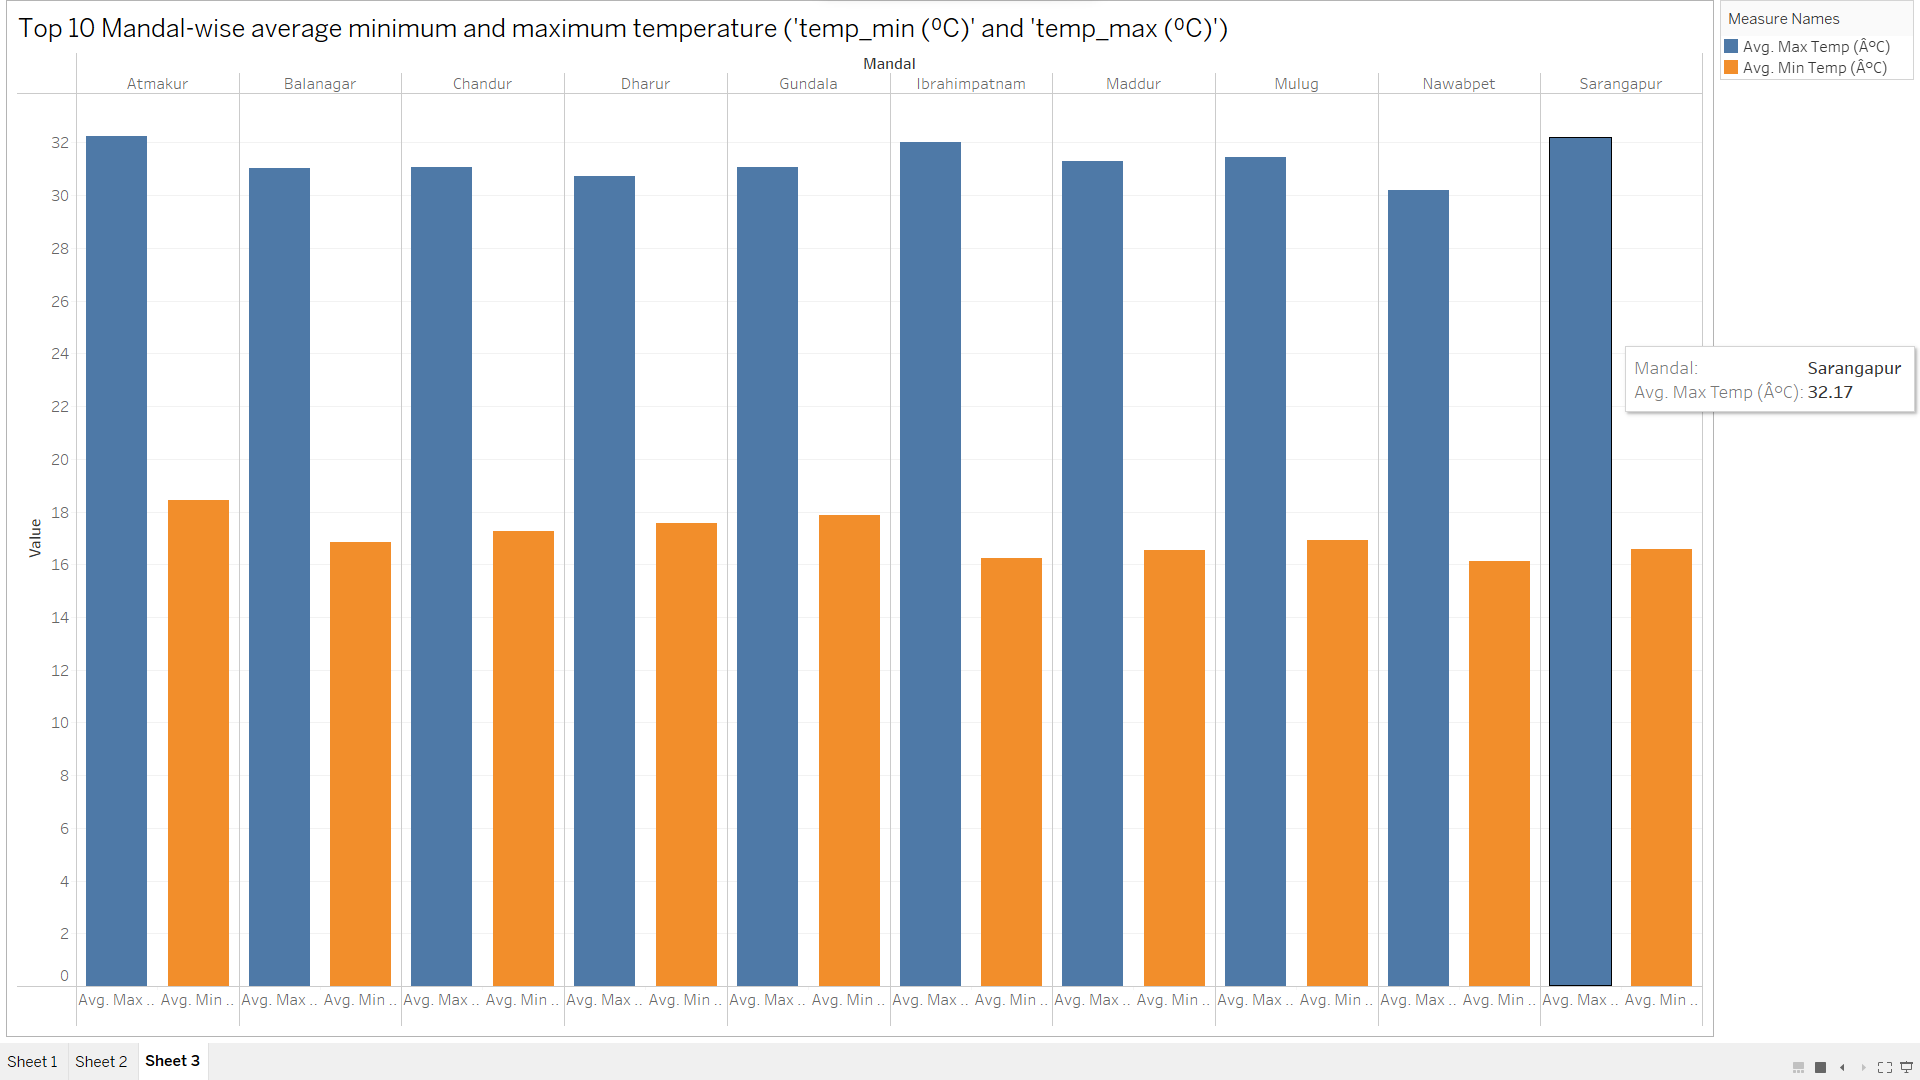 Top 10 Mandal-wise average minimum and maximum temperature ('temp_min (ºC)' and 'temp_max (ºC)')
Measure Names
Avg. Max Temp (ÂºC)
Avg. Min Temp (ÂºC)
Mandal
Atmakur Balanagar Chandur Dharur Gundala Ibrahimpatnam Maddur Mulug Nawabpet Sarangapur
32
30
28
26
24
22
20
18
16
14
12
10
8
6
4
2
0
Value
Mandal: Sarangapur
Avg. Max Temp (ÂºC): 32.17
Avg. Max .. Avg. Min .. Avg. Max .. Avg. Min .. Avg. Max .. Avg. Min .. Avg. Max .. Avg. Min .. Avg. Max .. Avg. Min .. Avg. Max .. Avg. Min .. Avg. Max .. Avg. Min .. Avg. Max .. Avg. Min .. Avg. Max .. Avg. Min .. Avg. Max .. Avg. Min ..
Sheet 1 Sheet 2 Sheet 3